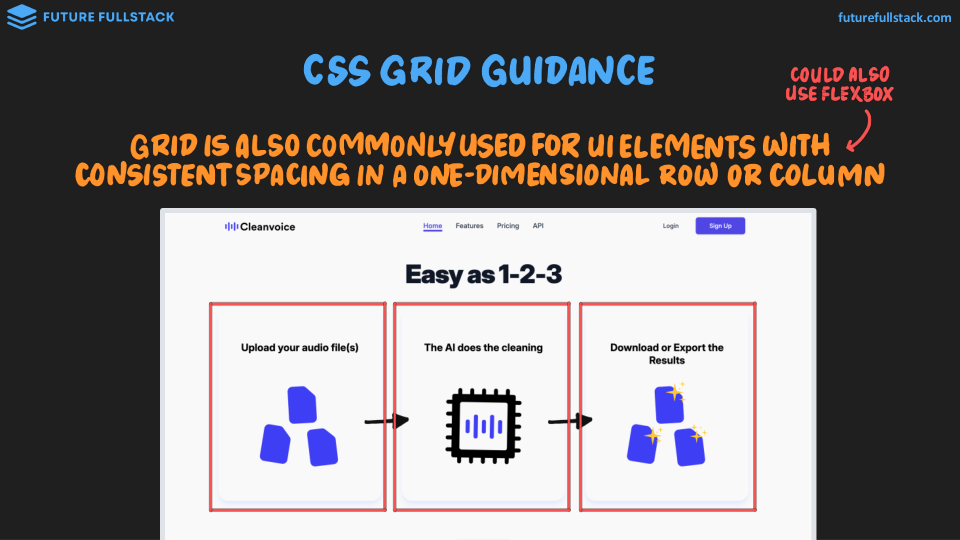 FUTURE FULLSTACK
futurefullstack.com
CSS GRID GUIDANCE
COULD ALSO
USE FLEXBOX
GRID IS ALSO COMMONLY USED FOR UI ELEMENTS WITH
CONSISTENT SPACING IN A ONE-DIMENSIONAL ROW OR COLUMN
Cleanvoice
Home Features Pricing API
Login Sign Up
Easy as 1-2-3
Upload your audio file(s)
The AI does the cleaning
Download or Export the
Results